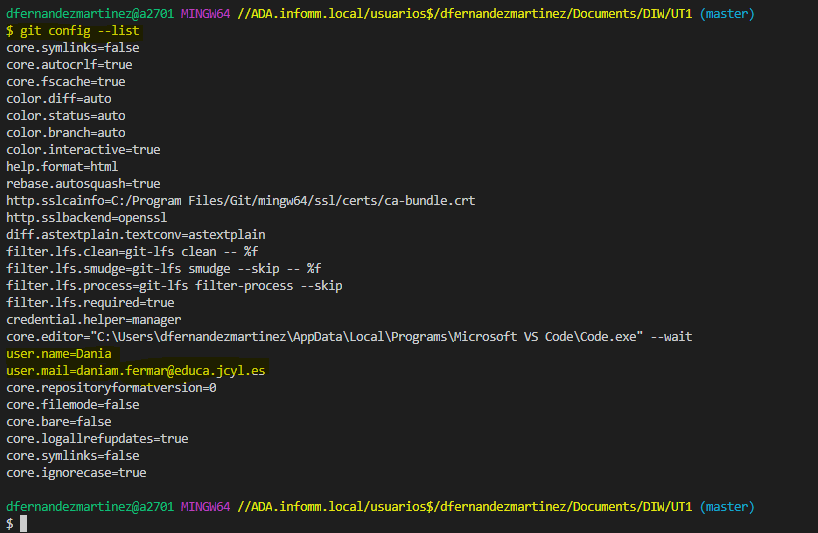 dfernandezmartinez@a2701 MINGW64 //ADA.infomm.local/usuarios$/dfernandezmartinez/Documents/DIW/UT1 (master)
$ git config --list
core.symlinks=false
core.autocrlf=true
core.fscache=true
color.diff=auto
color.status=auto
color.branch=auto
color.interactive=true
help.format=html
rebase.autosquash=true
http.sslcainfo=C:/Program Files/Git/mingw64/ssl/certs/ca-bundle.crt
http.sslbackend=openssl
diff.astextplain.textconv=astextplain
filter.lfs.clean=git-lfs clean -- %f
filter.lfs.smudge=git-lfs smudge --skip -- %f
filter.lfs.process=git-lfs filter-process --skip
filter.lfs.required=true
credential.helper=manager
core.editor="C:\Users\dfernandezmartinez\AppData\Local\Programs\Microsoft VS Code\Code.exe" --wait
user.name=Dania
user.mail=daniam.fermar@educa.jcyl.es
core.repositoryformatversion=0
core.filemode=false
core.bare=false
core.logallrefupdates=true
core.symlinks=false
core.ignorecase=true
dfernandezmartinez@a2701 MINGW64 //ADA.infomm.local/usuarios$/dfernandezmartinez/Documents/DIW/UT1 (master)
$